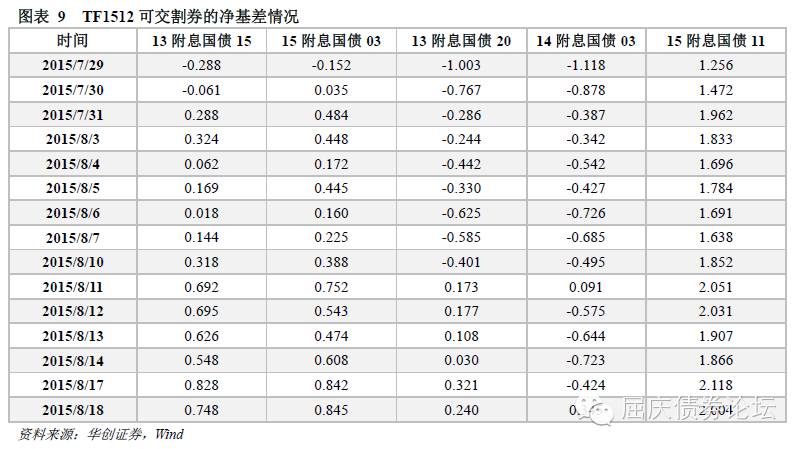 图表 9 TF1512 可交割券的净基差情况
时间 13 附息国债 15 15 附息国债 03 13 附息国债 20 14 附息国债 03 15 附息国债 11
2015/7/29 -0.288 -0.152 -1.003 -1.118 1.256
2015/7/30 -0.061 0.035 -0.767 -0.878 1.472
2015/7/31 0.288 0.484 -0.286 -0.387 1.962
2015/8/3 0.324 0.448 -0.244 -0.342 1.833
2015/8/4 0.062 0.172 -0.442 -0.542 1.696
2015/8/5 0.169 0.445 -0.330 -0.427 1.784
2015/8/6 0.018 0.160 -0.625 -0.726 1.691
2015/8/7 0.144 0.225 -0.585 -0.685 1.638
2015/8/10 0.318 0.388 -0.401 -0.495 1.852
2015/8/11 0.692 0.752 0.173 0.091 2.051
2015/8/12 0.695 0.543 0.177 -0.575 2.031
2015/8/13 0.626 0.474 0.108 -0.644 1.907
2015/8/14 0.548 0.608 0.030 -0.723 1.866
2015/8/17 0.828 0.842 0.321 -0.424 2.118
2015/8/18 0.748 0.845 0.240 2.004
屈庆债券论坛
资料来源：华创证券，Wind